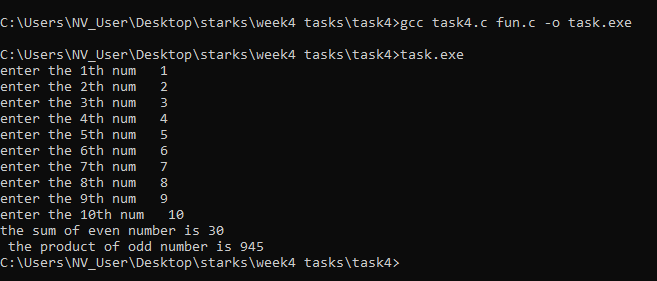 C:\Users\NV_User\Desktop\starks\week4 tasks\task4>gcc task4.c fun.c -o task.exe
C:\Users\NV_User\Desktop\starks\week4 tasks\task4>task.exe
enter the 1th num   1
enter the 2th num   2
enter the 3th num   3
enter the 4th num   4
enter the 5th num   5
enter the 6th num   6
enter the 7th num   7
enter the 8th num   8
enter the 9th num   9
enter the 10th num   10
the sum of even number is 30
 the product of odd number is 945
C:\Users\NV_User\Desktop\starks\week4 tasks\task4>